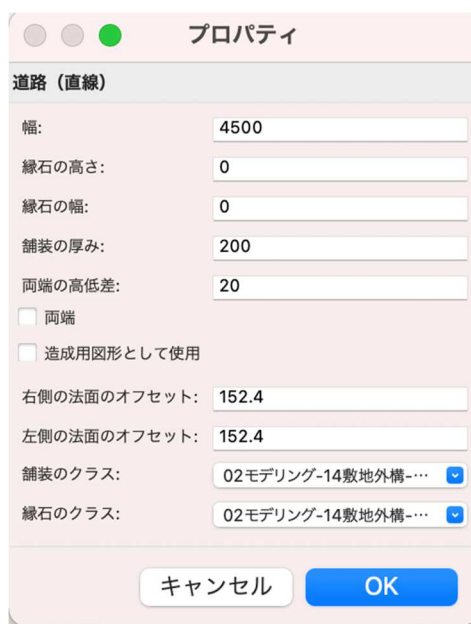 プロパティ
道路（直線）
幅: 4500
縁石の高さ: 0
縁石の幅: 0
舗装の厚み: 200
両端の高低差: 20
両端
造成用図形として使用
右側の法面のオフセット: 152.4
左側の法面のオフセット: 152.4
舗装のクラス: 02モデリング-14敷地外構-…
縁石のクラス: 02モデリング-14敷地外構-…
キャンセル OK